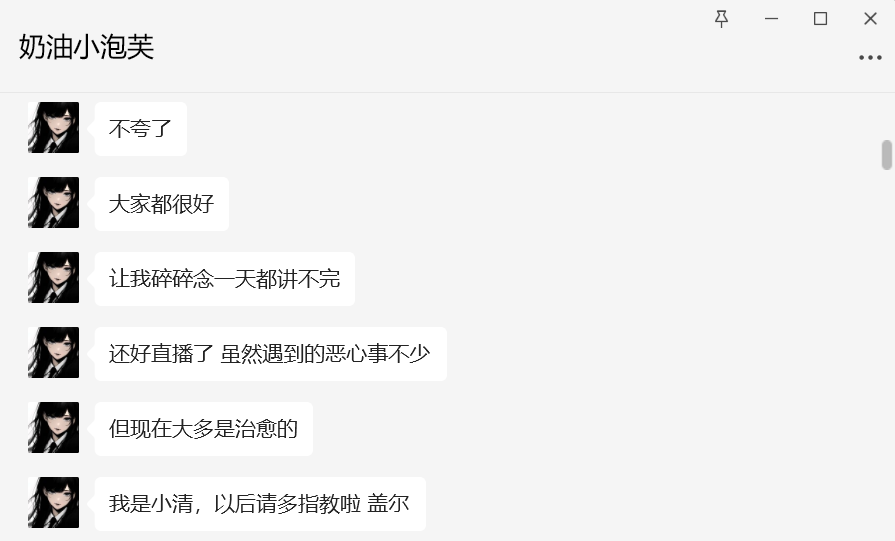 奶油小泡芙
不夸了
大家都很好
让我碎碎念一天都讲不完
还好直播了 虽然遇到的恶心事不少
但现在大多是治愈的
我是小清，以后请多指教啦 盖尔